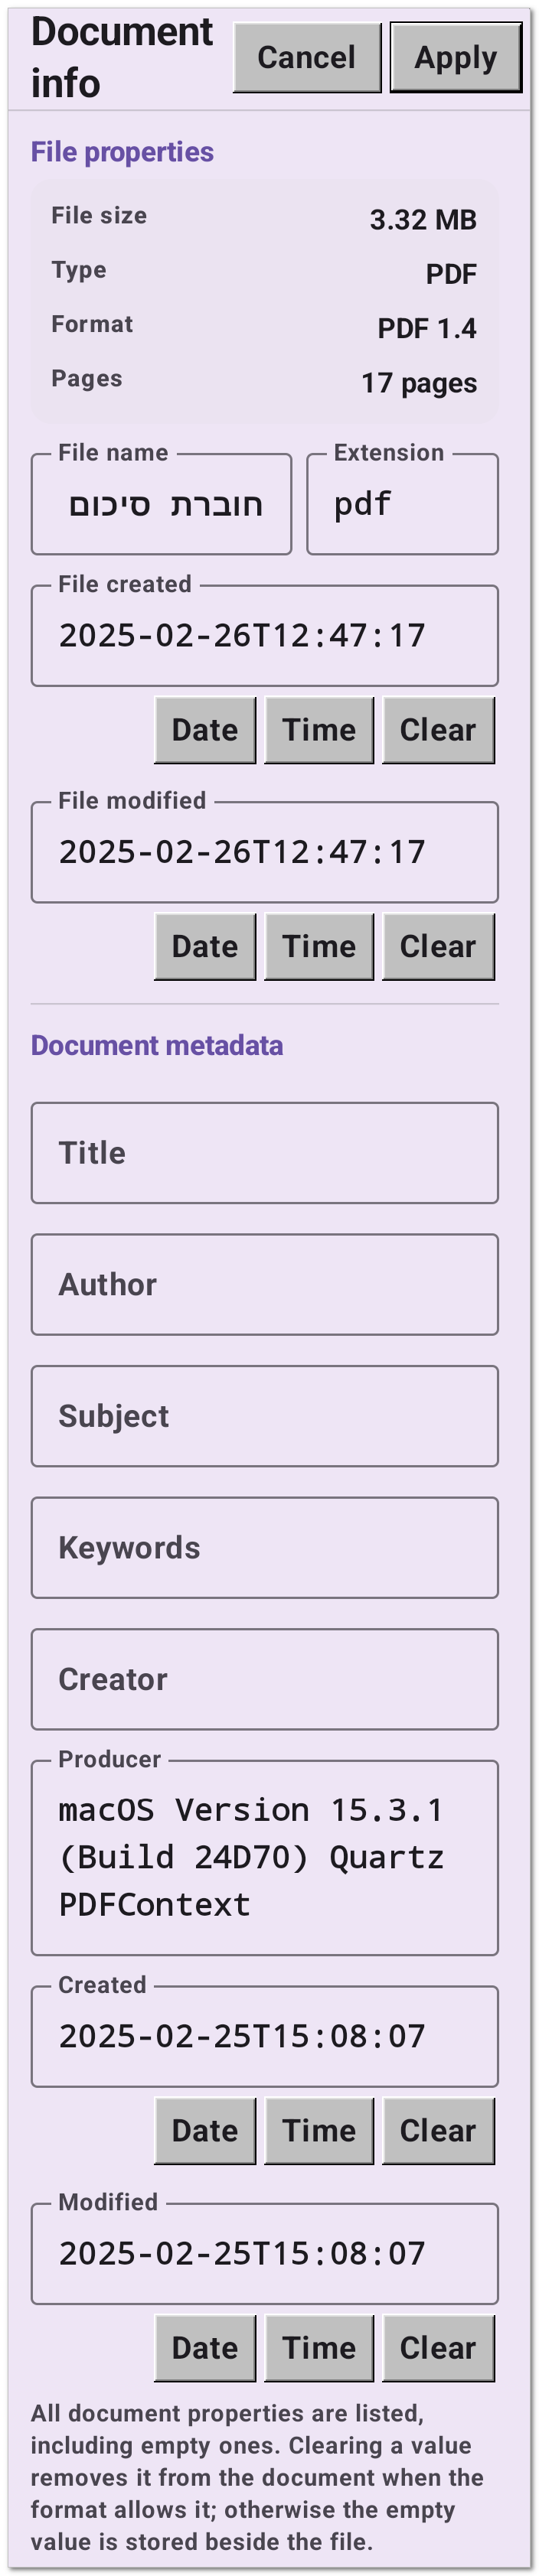 Document info
Cancel
Apply
File properties
File size 3.32 MB
Type PDF
Format PDF 1.4
Pages 17 pages
File name
חוברת סיכום
Extension
pdf
File created
2025-02-26T12:47:17
Date Time Clear
File modified
2025-02-26T12:47:17
Date Time Clear
Document metadata
Title
Author
Subject
Keywords
Creator
Producer
macOS Version 15.3.1
(Build 24D70) Quartz
PDFContext
Created
2025-02-25T15:08:07
Date Time Clear
Modified
2025-02-25T15:08:07
Date Time Clear
All document properties are listed,
including empty ones. Clearing a value
removes it from the document when the
format allows it; otherwise the empty
value is stored beside the file.